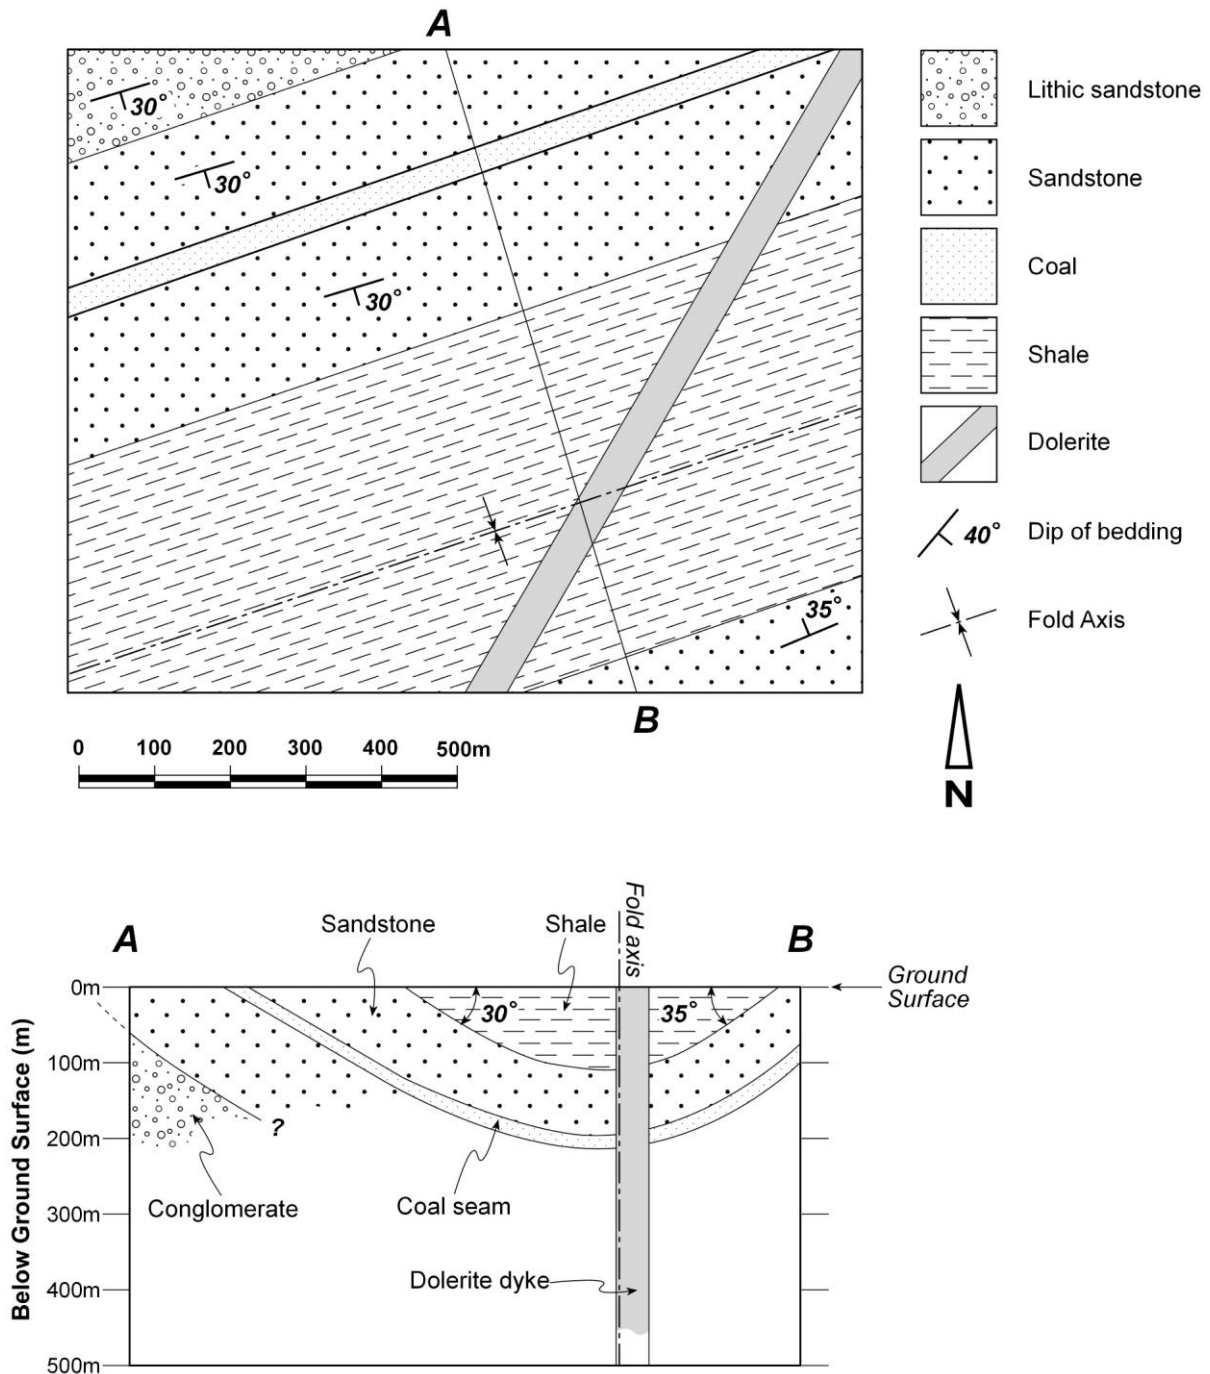 A
30°
30°
30°
35°
B
Lithic sandstone
Sandstone
Coal
Shale
Dolerite
40° Dip of bedding
Fold Axis
N
0 100 200 300 400 500m
Fold axis
Sandstone
Shale
A
B
0m
Ground
Surface
30°
35°
100m
200m
?
Conglomerate
Coal seam
300m
Dolerite dyke
400m
500m
Below Ground Surface (m)